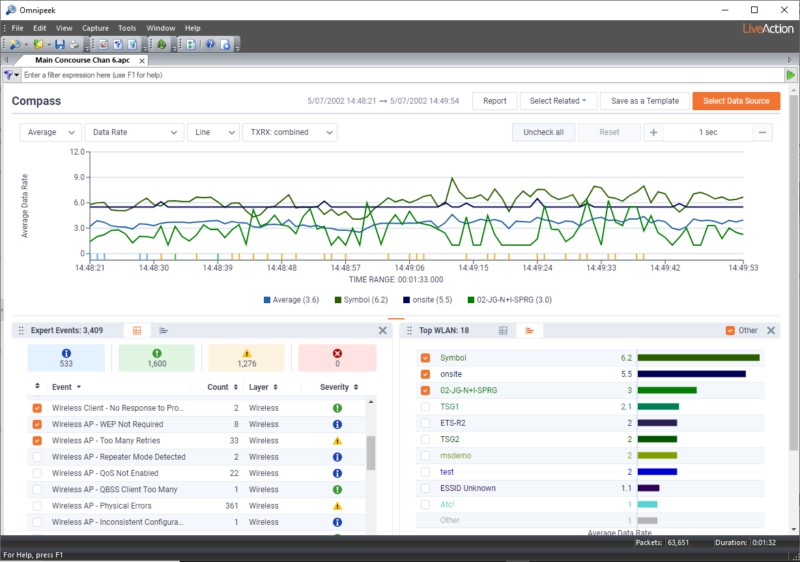 Omnipeek
File Edit View Capture Tools Window Help
LiveAction
Main Concourse Chan 6.apc
Enter a filter expression here (use F1 for help)
Compass
5/07/2002 14:48:21 → 5/07/2002 14:49:54
Report
Select Related
Save as a Template
Select Data Source
Average
Data Rate
Line
TXRX: combined
Uncheck all
Reset
1 sec
Average Data Rate
12.0
9.0
6.0
3.0
0
14:48:21 14:48:30 14:48:39 14:48:48 14:48:57 14:49:06 14:49:15 14:49:24 14:49:33 14:49:42 14:49:53
TIME RANGE: 00:01:33.000
Average (3.6) Symbol (6.2) onsite (5.5) 02-JG-N+I-SPRG (3.0)
Expert Events: 3,409
533
1,600
1,276
0
Event Count Layer Severity
Wireless Client - No Response to Pro... 2 Wireless
Wireless AP - WEP Not Required 8 Wireless
Wireless AP - Too Many Retries 33 Wireless
Wireless AP - Repeater Mode Detected 2 Wireless
Wireless AP - QoS Not Enabled 22 Wireless
Wireless AP - QBSS Client Too Many 1 Wireless
Wireless AP - Physical Errors 361 Wireless
Wireless AP - Inconsistent Configura... 1 Wireless
Top WLAN: 18
Other
Symbol 6.2
onsite 5.5
02-JG-N+I-SPRG 3
TSG1 2.1
ETS-R2 2
TSG2 2
msdemo 2
test 2
ESSID Unknown 1.1
Atc! 1
Other 1
Average Data Rate
Packets: 63,651 Duration: 0:01:32
For Help, press F1